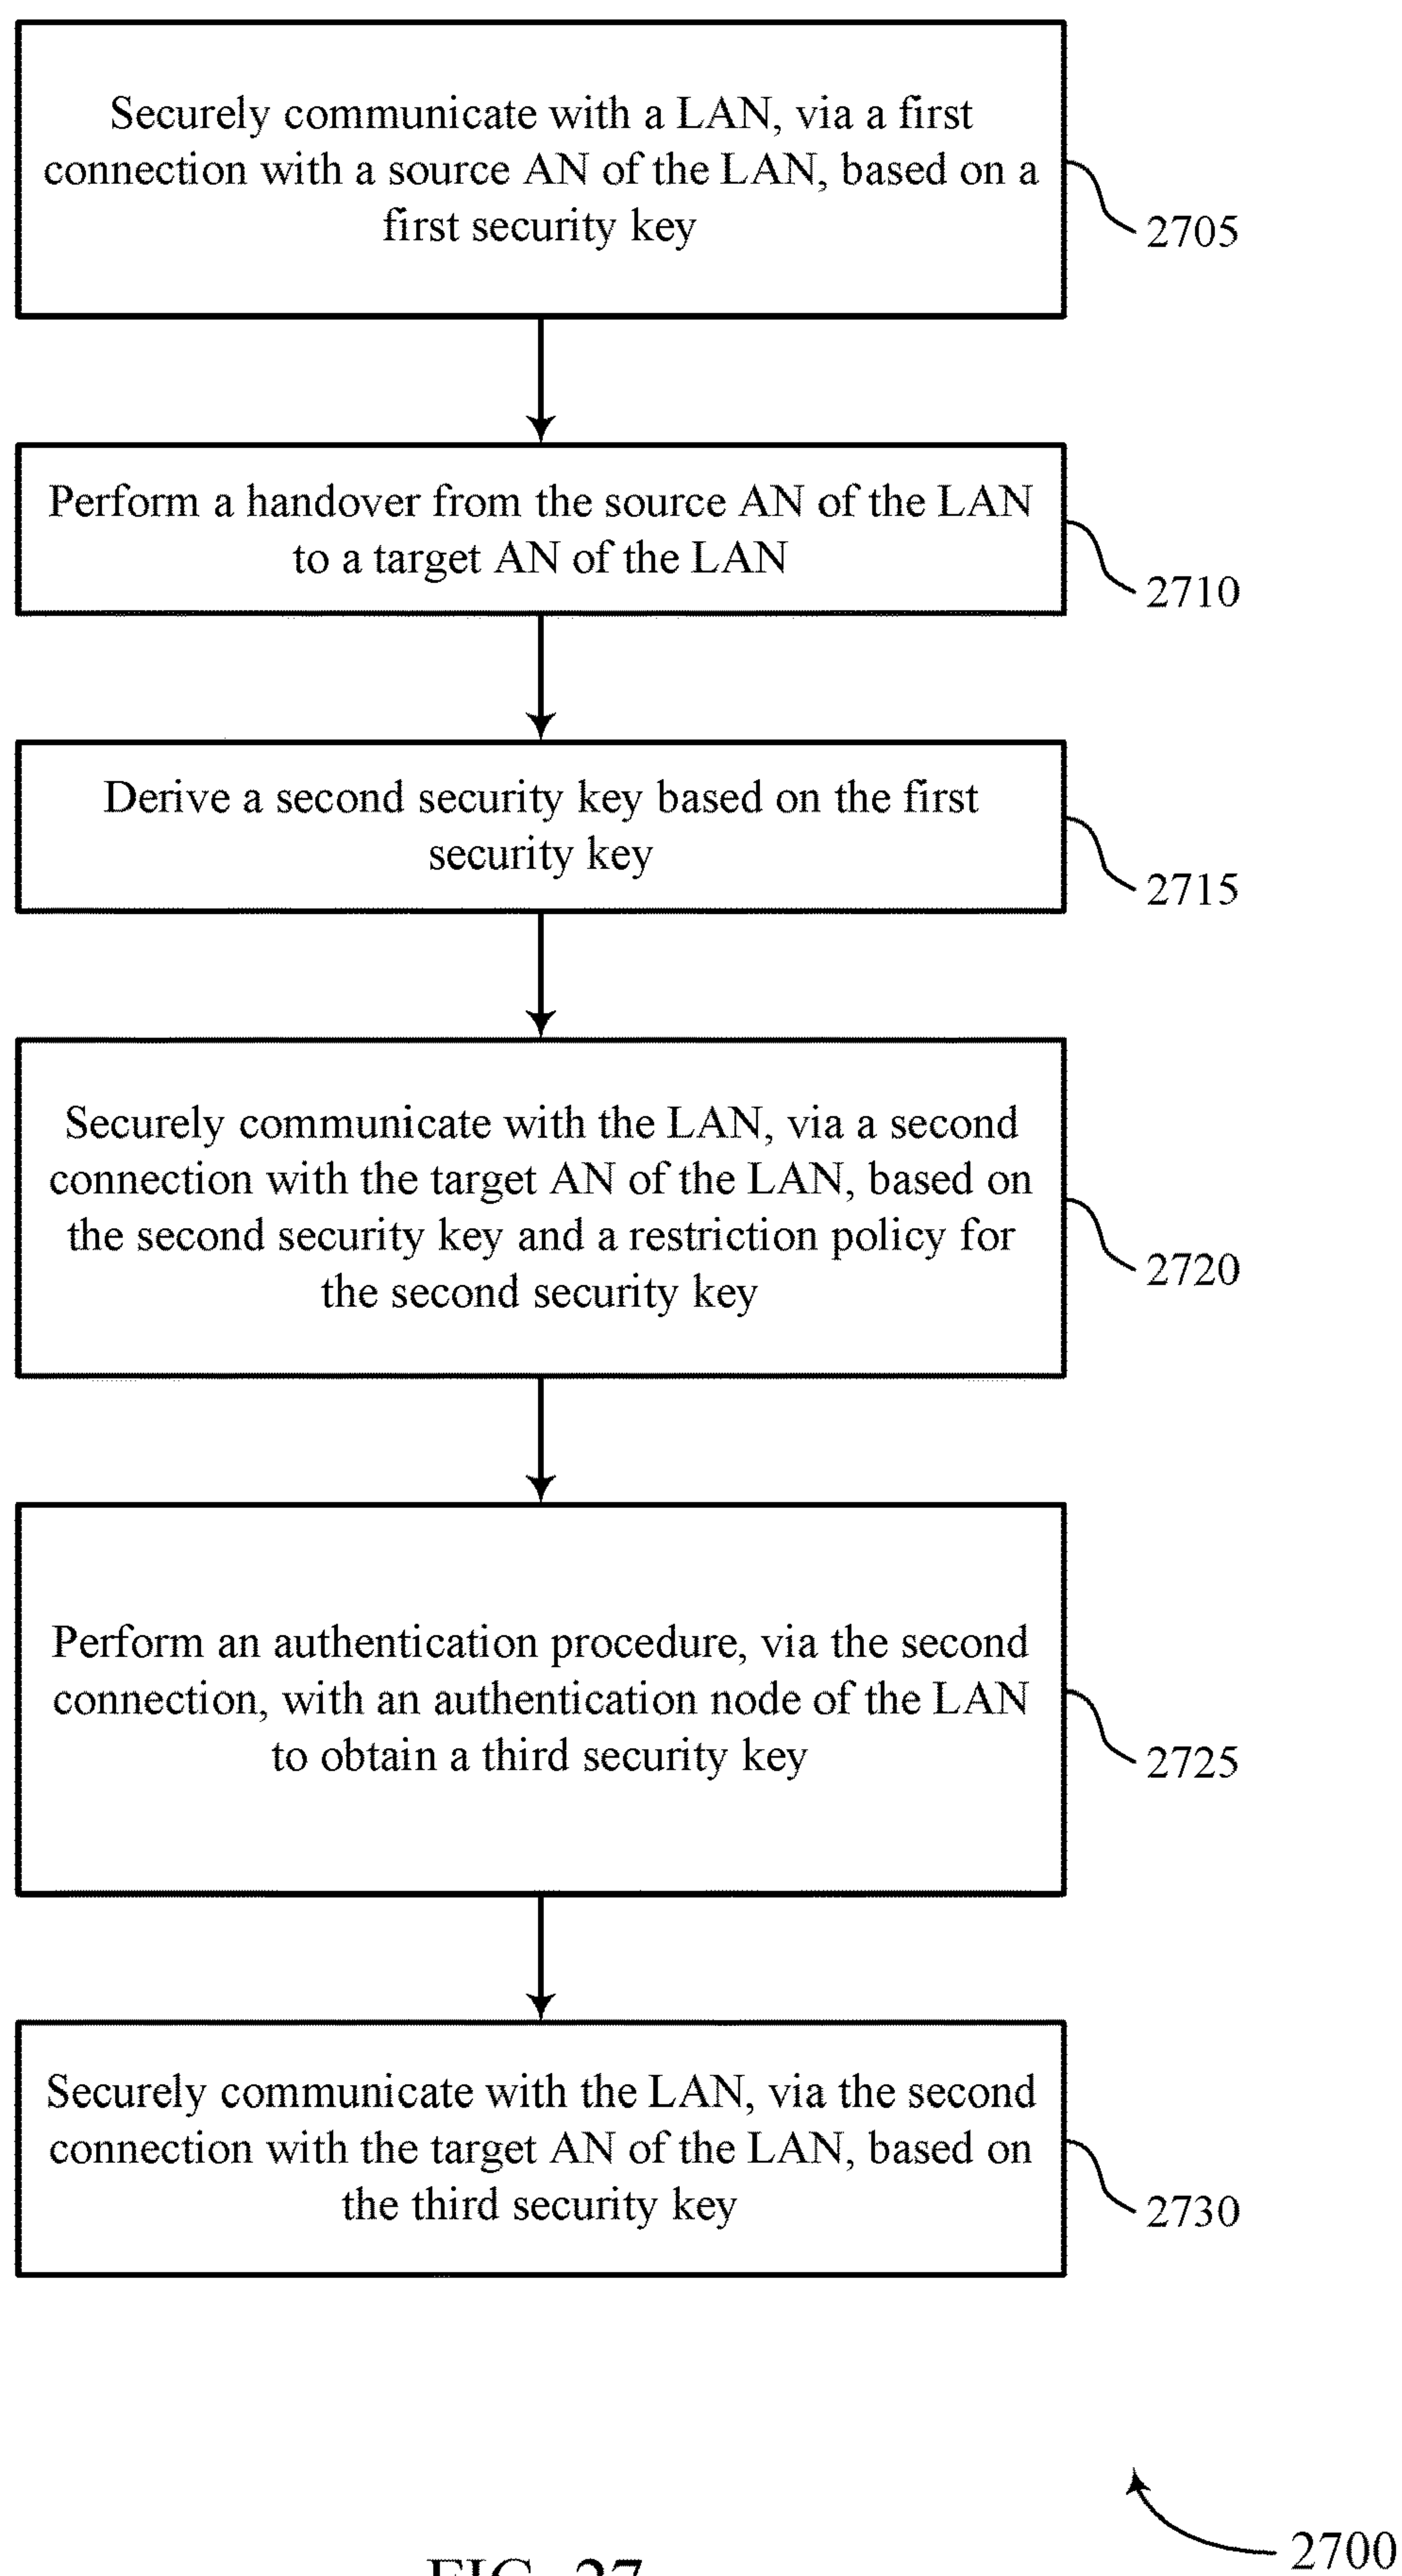 Securely communicate with a LAN, via a first
connection with a source AN of the LAN, based on a
first security key
2705
Perform a handover from the source AN of the LAN
to a target AN of the LAN
2710
Derive a second security key based on the first
security key
2715
Securely communicate with the LAN, via a second
connection with the target AN of the LAN, based on
the second security key and a restriction policy for
the second security key
2720
Perform an authentication procedure, via the second
connection, with an authentication node of the LAN
to obtain a third security key
2725
Securely communicate with the LAN, via the second
connection with the target AN of the LAN, based on
the third security key
2730
2700
FIG. 27